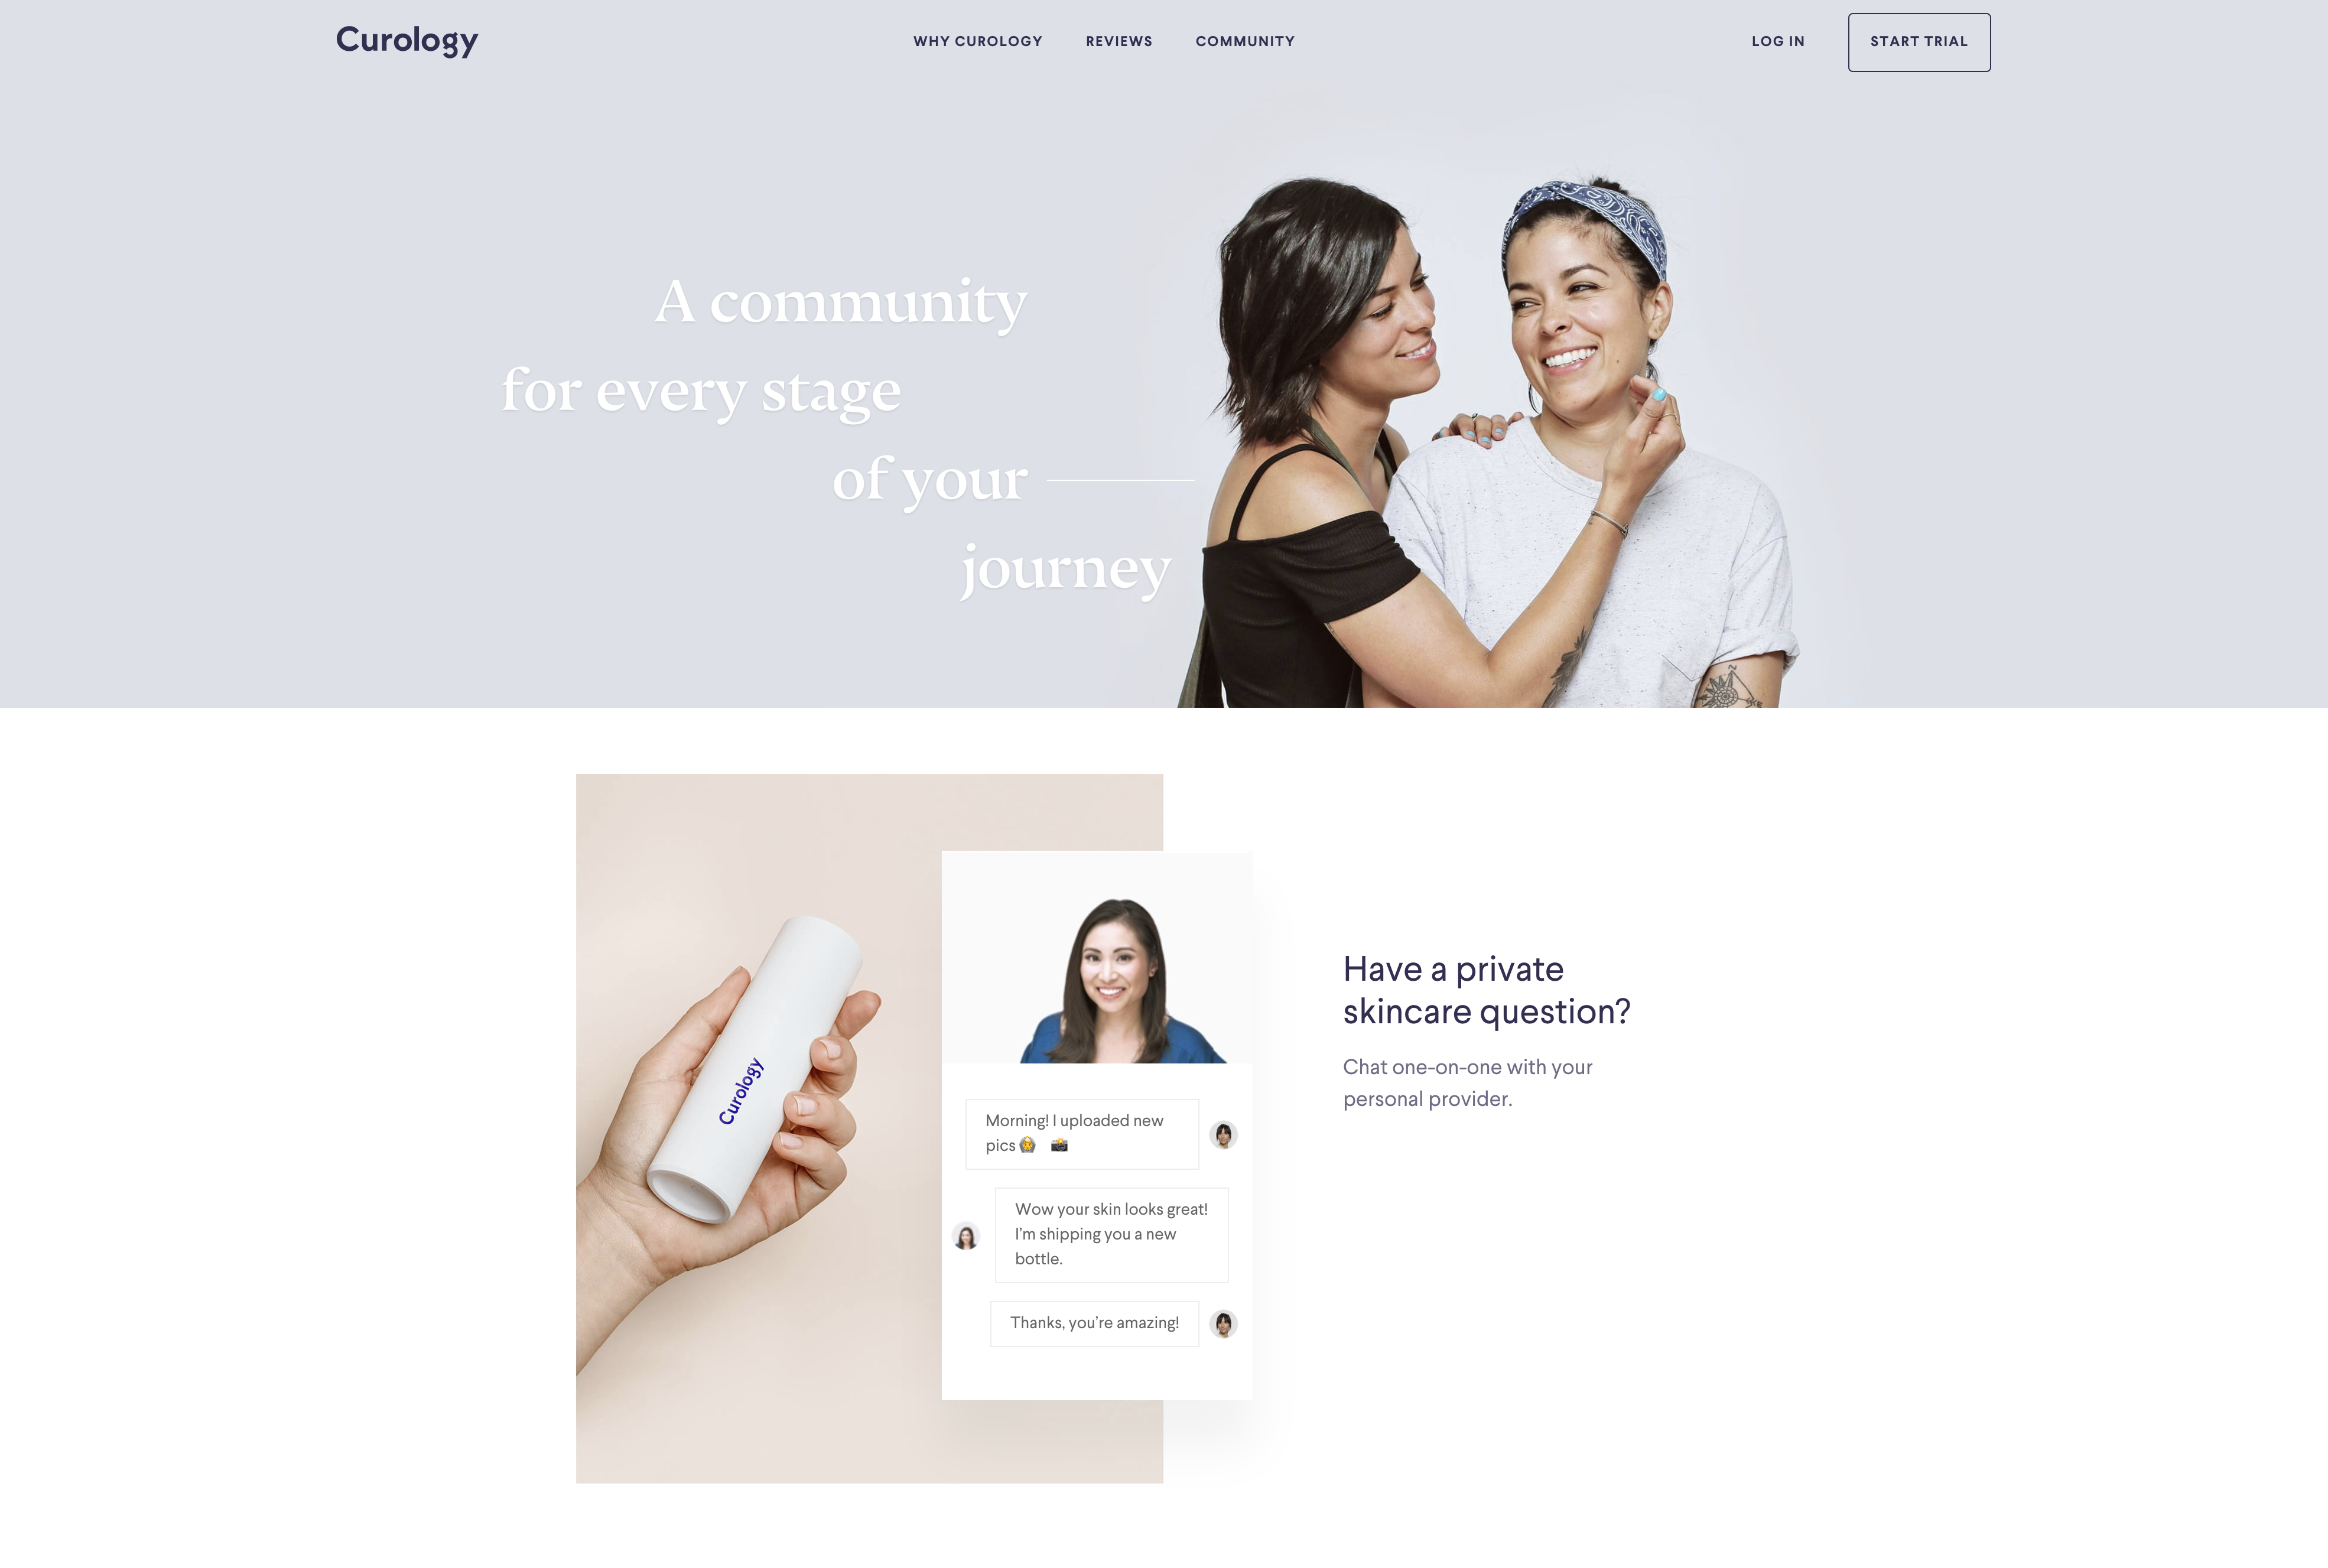 Curology
WHY CUROLOGY
REVIEWS
COMMUNITY
LOG IN
START TRIAL
A community
for every stage
of your
journey
Curology
Morning! I uploaded new
pics
Wow your skin looks great!
I'm shipping you a new
bottle.
Thanks, you're amazing!
Have a private
skincare question?
Chat one-on-one with your
personal provider.